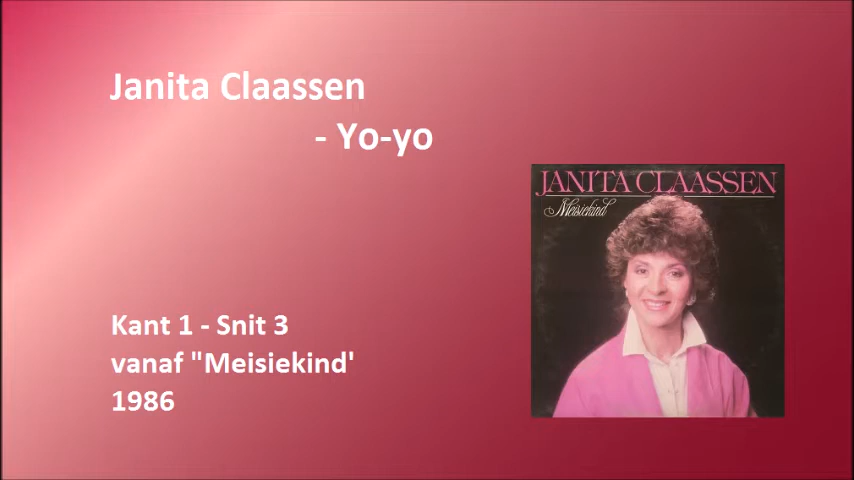 Janita Claassen
- Yo-yo
JANITA CLAASSEN
Meisiekind
Kant 1 - Snit 3
vanaf "Meisiekind'
1986